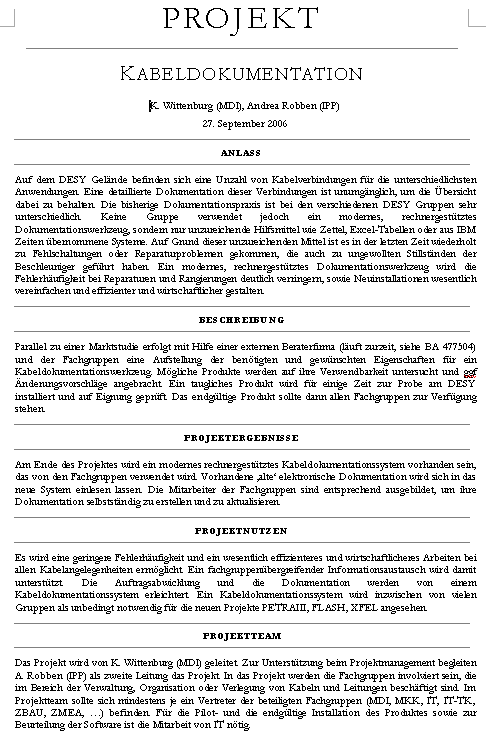 PROJEKT
KABELDOKUMENTATION
K. Wittenburg (MDI), Andrea Robben (IPP)
27. September 2006
ANLASS
Auf dem DESY Gelände befinden sich eine Unzahl von Kabelverbindungen für die unterschiedlichsten
Anwendungen. Eine detaillierte Dokumentation dieser Verbindungen ist unumgänglich, um die Übersicht
dabei zu behalten. Die bisherige Dokumentationspraxis ist bei den verschiedenen DESY Gruppen sehr
unterschiedlich. Keine Gruppe verwendet jedoch ein modernes, rechnergestütztes
Dokumentationswerkzeug, sondern nur unzureichende Hilfsmittel wie Zettel, Excel-Tabellen oder aus IBM
Zeiten übernommene Systeme. Auf Grund dieser unzureichenden Mittel ist es in der letzten Zeit wiederholt
zu Fehlschaltungen oder Reparaturproblemen gekommen, die auch zu ungewollten Stillständen der
Beschleuniger geführt haben. Ein modernes, rechnergestütztes Dokumentationswerkzeug wird die
Fehlerhäufigkeit bei Reparaturen und Rangierungen deutlich verringern, sowie Neuinstallationen wesentlich
vereinfachen und effizienter und wirtschaftlicher gestalten.
BESCHREIBUNG
Parallel zu einer Marktstudie erfolgt mit Hilfe einer externen Beraterfirma (läuft zurzeit, siehe BA 477504)
und der Fachgruppen eine Aufstellung der benötigten und gewünschten Eigenschaften für ein
Kabeldokumentationswerkzeug. Mögliche Produkte werden auf ihre Verwendbarkeit untersucht und ggf
Änderungsvorschläge angebracht. Ein taugliches Produkt wird für einige Zeit zur Probe am DESY
installiert und auf Eignung geprüft. Das endgültige Produkt sollte dann allen Fachgruppen zur Verfügung
stehen.
PROJEKTERGEBNISSE
Am Ende des Projektes wird ein modernes rechnergestütztes Kabeldokumentationssystem vorhanden sein,
das von den Fachgruppen verwendet wird. Vorhandene ‚alte' elektronische Dokumentation wird sich in das
neue System einlesen lassen. Die Mitarbeiter der Fachgruppen sind entsprechend ausgebildet, um ihre
Dokumentation selbstständig zu erstellen und zu aktualisieren.
PROJEKTNUTZEN
Es wird eine geringere Fehlerhäufigkeit und ein wesentlich effizienteres und wirtschaftlicheres Arbeiten bei
allen Kabelangelegenheiten ermöglicht. Ein fachgruppenübergreifender Informationsaustausch wird damit
unterstützt. Die Auftragsabwicklung und die Dokumentation werden von einem
Kabeldokumentationssystem erleichtert. Ein Kabeldokumentationssystem wird inzwischen von vielen
Gruppen als unbedingt notwendig für die neuen Projekte PETRAIII, FLASH, XFEL angesehen.
PROJEKTTEAM
Das Projekt wird von K. Wittenburg (MDI) geleitet. Zur Unterstützung beim Projektmanagement begleiten
A. Robben (IPP) als zweite Leitung das Projekt. In das Projekt werden die Fachgruppen involviert sein, die
im Bereich der Verwaltung, Organisation oder Verlegung von Kabeln und Leitungen beschäftigt sind. Im
Projektteam sollte sich mindestens je ein Vertreter der beteiligten Fachgruppen (MDI, MKK, IT, IT-TK,
ZBAU, ZMEA, …) befinden. Für die Pilot- und die endgültige Installation des Produktes sowie zur
Beurteilung der Software ist die Mitarbeit von IT nötig.